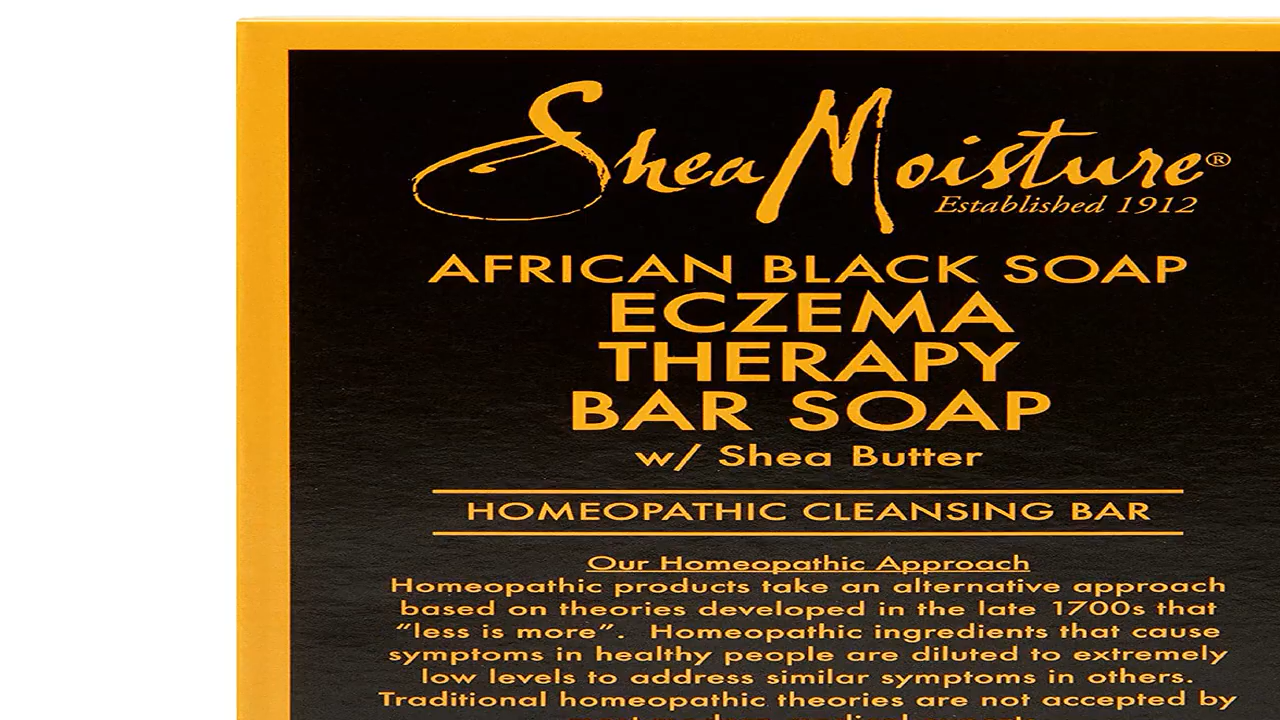 SheaMoisture®
Established 1912
AFRICAN BLACK SOAP
ECZEMA
THERAPY
BAR SOAP
w/ Shea Butter
HOMEOPATHIC CLEANSING BAR
Our Homeopathic Approach
Homeopathic products take an alternative approach
based on theories developed in the late 1700s that
“less is more”. Homeopathic ingredients that cause
symptoms in healthy people are diluted to extremely
low levels to address similar symptoms in others.
Traditional homeopathic theories are not accepted by